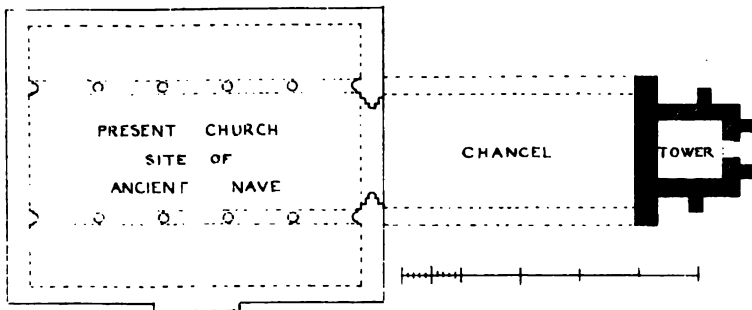 PRESENT CHURCH
SITE OF
ANCIENT NAVE
CHANCEL
TOWER